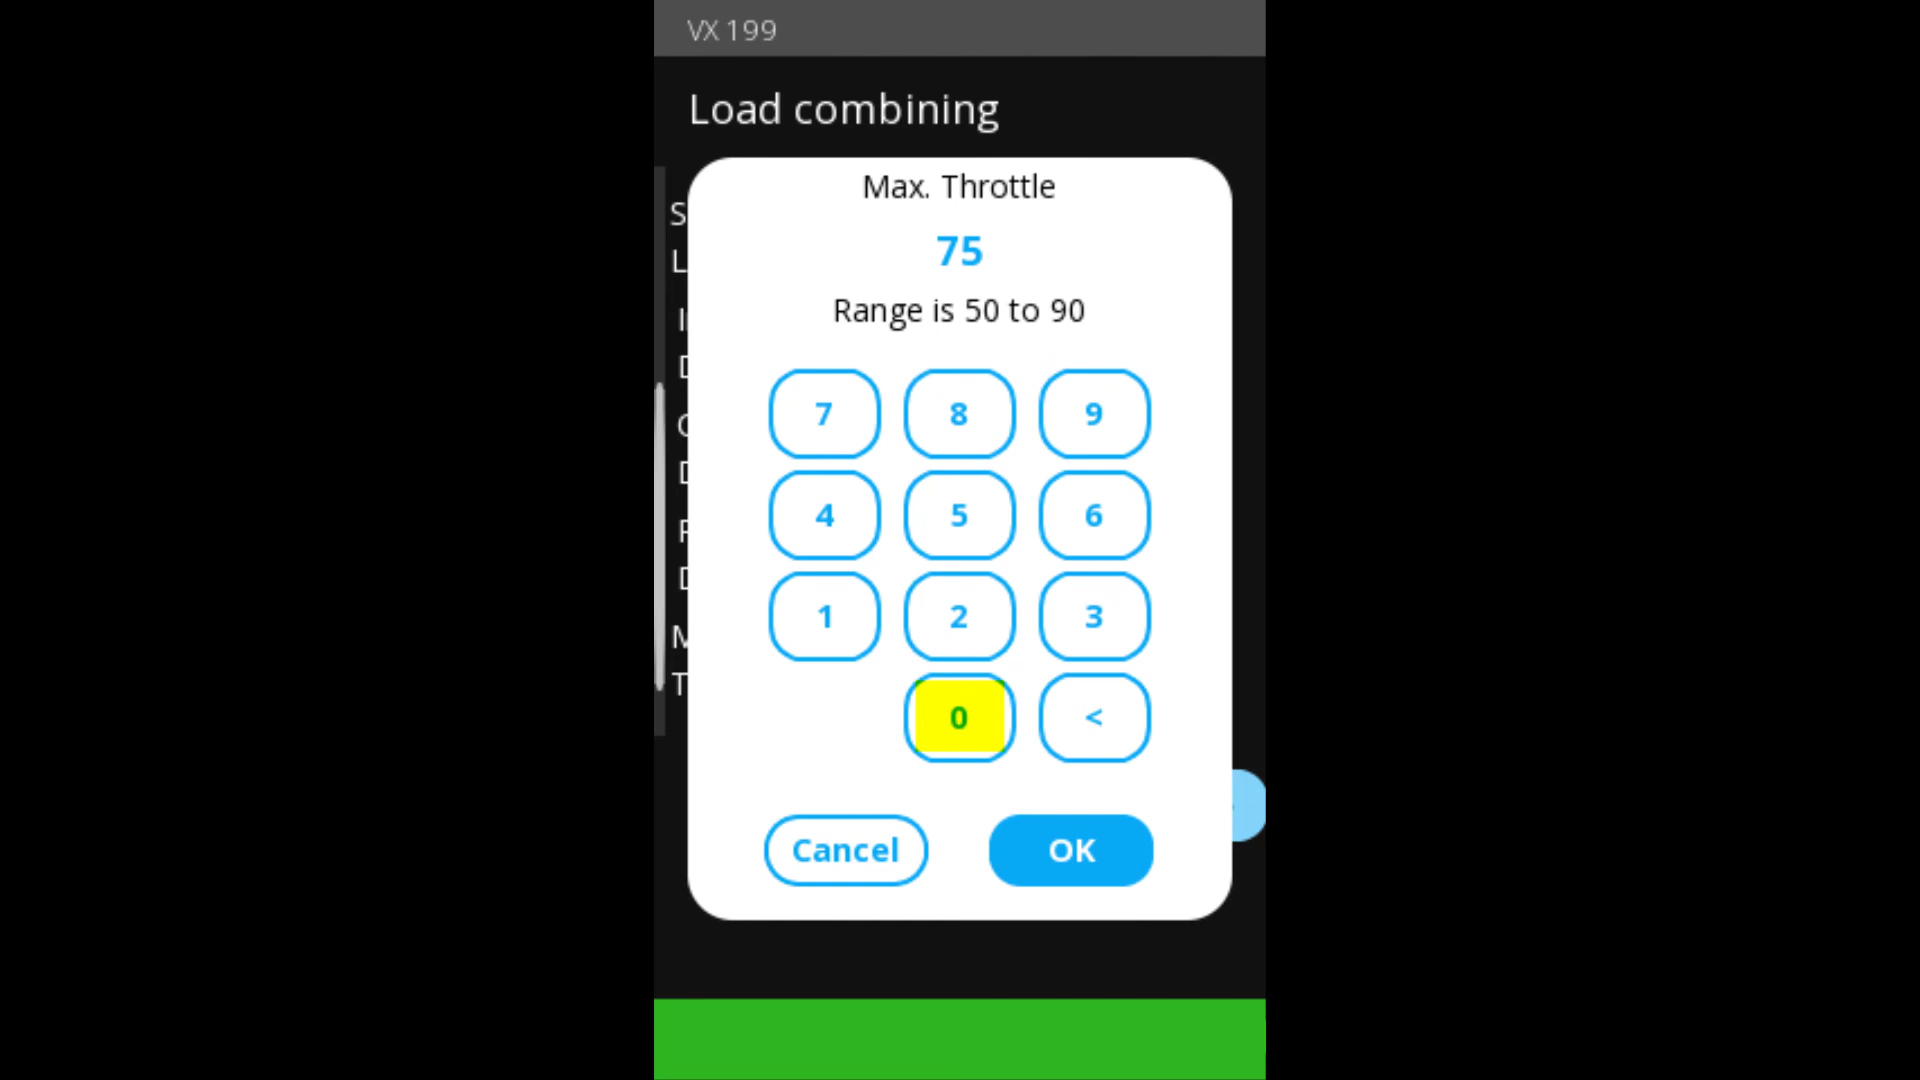 VX 199
Load combining
Max. Throttle
75
Range is 50 to 90
7 8 9
4 5 6
1 2 3
0 <
Cancel OK